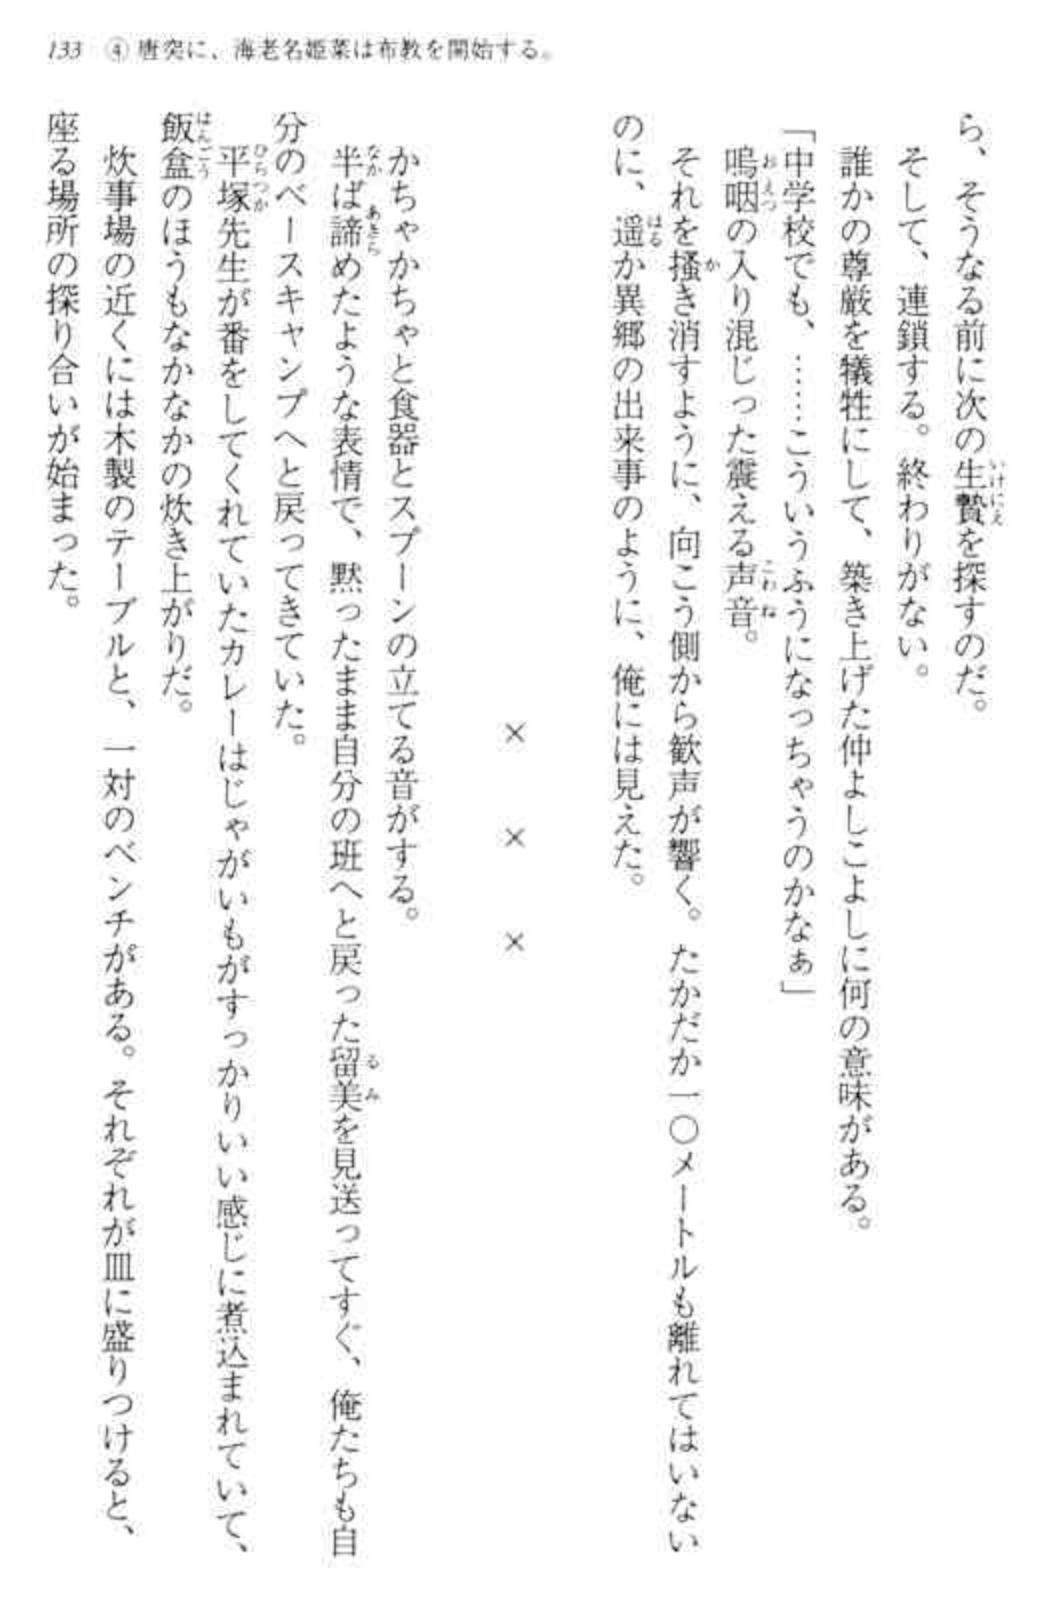 133　④ 唐突に、海老名姫菜は布教を開始する。
ら、そうなる前に次の生贄を探すのだ。
そして、連鎖する。終わりがない。
誰かの尊厳を犠牲にして、築き上げた仲よしこよしに何の意味がある。
「中学校でも、……こういうふうになっちゃうのかなぁ」
嗚咽の入り混じった震える声音。
それを掻き消すように、向こう側から歓声が響く。たかだか一〇メートルも離れてはいない
のに、遥か異郷の出来事のように、俺には見えた。
×　×　×
かちゃかちゃと食器とスプーンの立てる音がする。
半ば諦めたような表情で、黙ったまま自分の班へと戻った留美を見送ってすぐ、俺たちも自
分のベースキャンプへと戻ってきていた。
平塚先生が番をしてくれていたカレーはじゃがいもがすっかりいい感じに煮込まれていて、
飯盒のほうもなかなかの炊き上がりだ。
炊事場の近くには木製のテーブルと、一対のベンチがある。それぞれが皿に盛りつけると、
座る場所の探り合いが始まった。